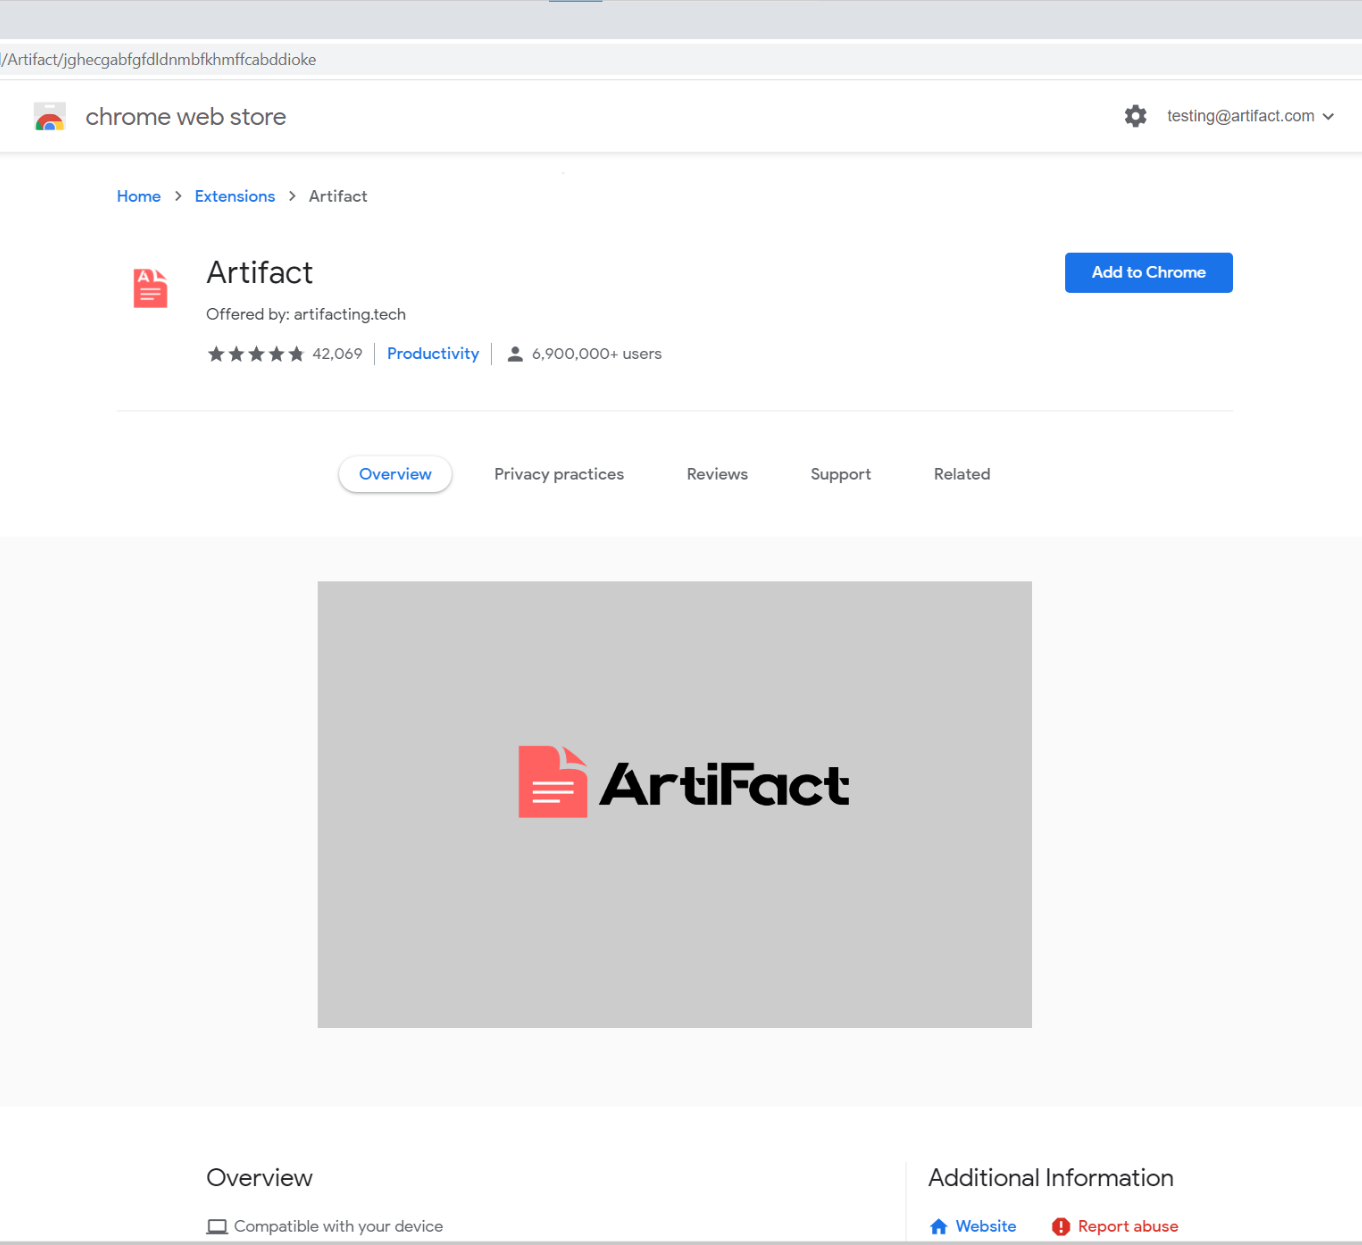 /Artifact/jghecgabfgfdldnmbfkhmffcabddioke
chrome web store
testing@artifact.com
Home > Extensions > Artifact
A
Artifact
Add to Chrome
Offered by: artifacting.tech
42,069 Productivity 6,900,000+ users
Overview Privacy practices Reviews Support Related
ArtiFact
Overview
Additional Information
Compatible with your device
Website Report abuse